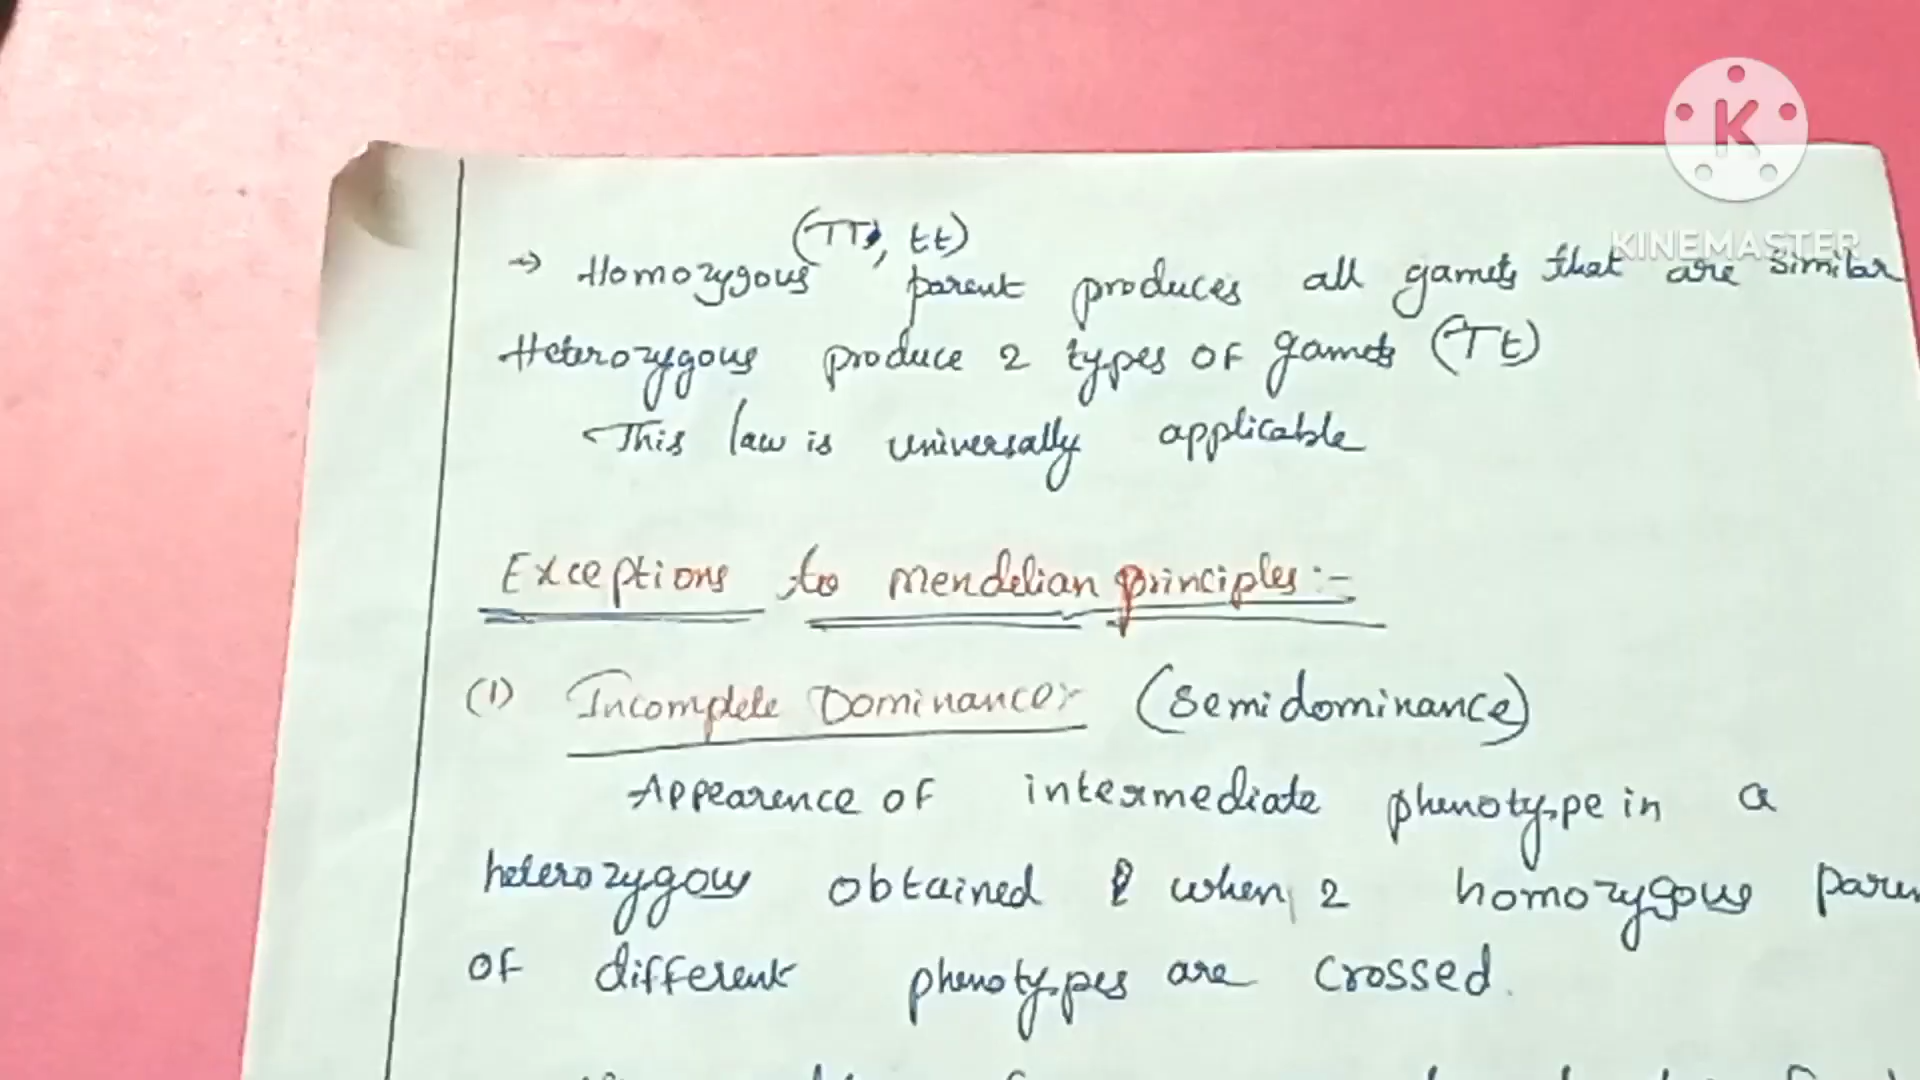 K
KINEMASTER
(TT, tt)
→ Homozygous parent produces all gamets that are similar
Heterozygous produce 2 types of gamets (Tt)
This law is universally applicable
Exceptions to mendelian principles:-
(1) Incomplete Dominance:- (semidominance)
Appearence of intermediate phenotype in a
heterozygous obtained when 2 homozygous paren
of different phenotypes are crossed.